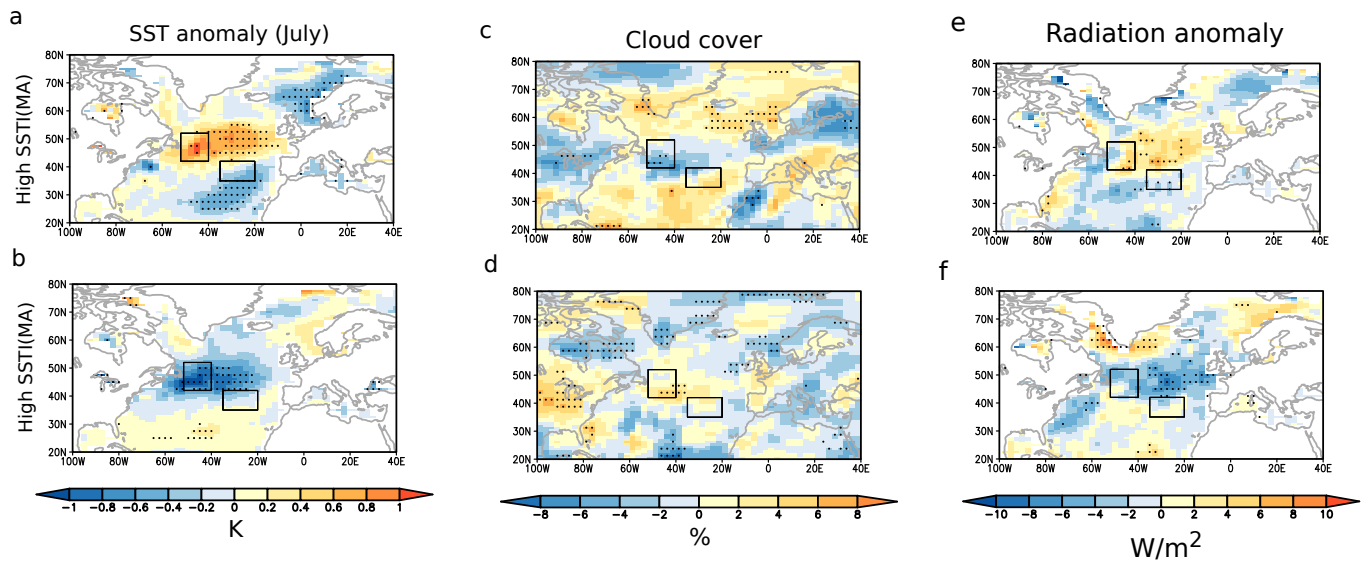 a
SST anomaly (July)
High SSTI(MA)
80N
70N
60N
50N
40N
30N
20N
100W 80W 60W 40W 20W 0 20E 40E
c
Cloud cover
80N
70N
60N
50N
40N
30N
20N
100W 80W 60W 40W 20W 0 20E 40E
e
Radiation anomaly
80N
70N
60N
50N
40N
30N
20N
100W 80W 60W 40W 20W 0 20E 40E
b
High SSTI(MA)
80N
70N
60N
50N
40N
30N
20N
100W 80W 60W 40W 20W 0 20E 40E
−1 −0.8 −0.6 −0.4 −0.2 0 0.2 0.4 0.6 0.8 1
K
d
80N
70N
60N
50N
40N
30N
20N
100W 80W 60W 40W 20W 0 20E 40E
−8 −6 −4 −2 0 2 4 6 8
%
f
80N
70N
60N
50N
40N
30N
20N
100W 80W 60W 40W 20W 0 20E 40E
−10 −8 −6 −4 −2 0 2 4 6 8 10
W/m²